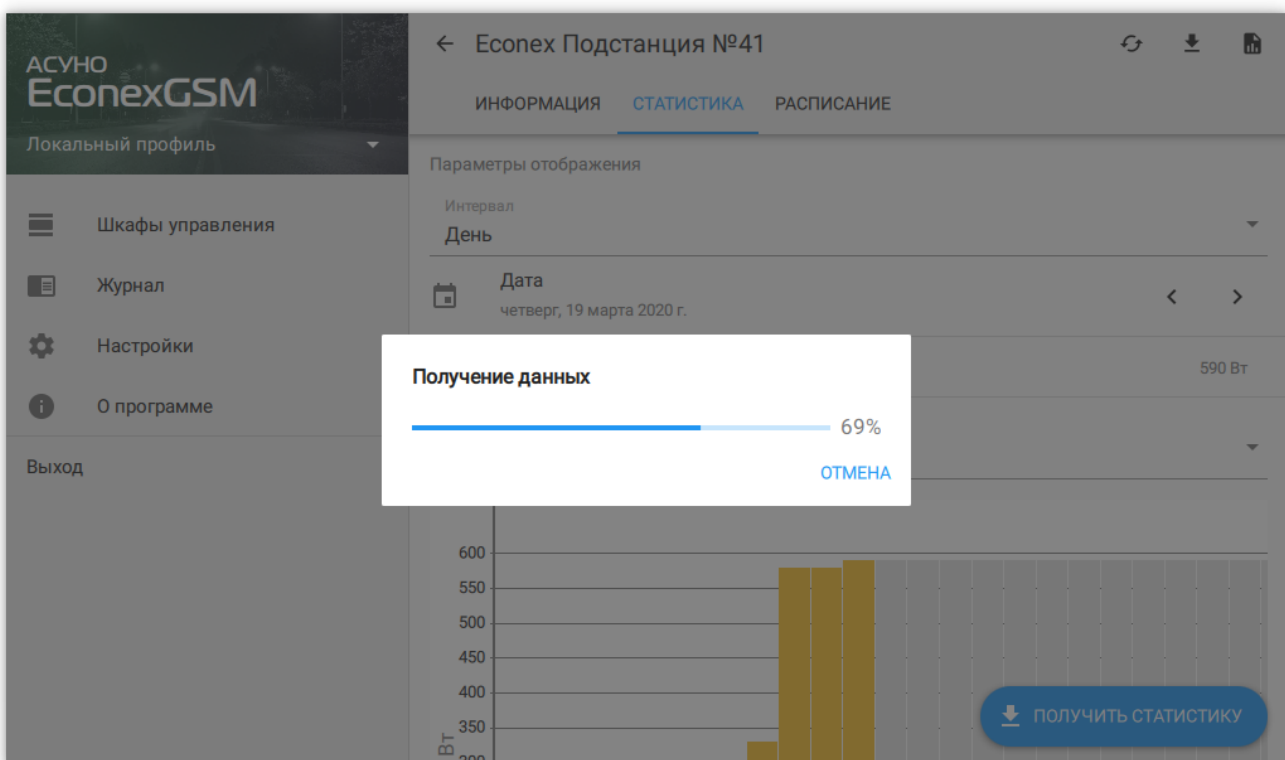 АСУНО
EconexGSM
Локальный профиль
Шкафы управления
Журнал
Настройки
О программе
Выход
Econex Подстанция №41
ИНФОРМАЦИЯ СТАТИСТИКА РАСПИСАНИЕ
Параметры отображения
Интервал
День
Дата
четверг, 19 марта 2020 г.
590 Вт
Получение данных
69%
ОТМЕНА
600
550
500
450
400
350
300
Вт
ПОЛУЧИТЬ СТАТИСТИКУ